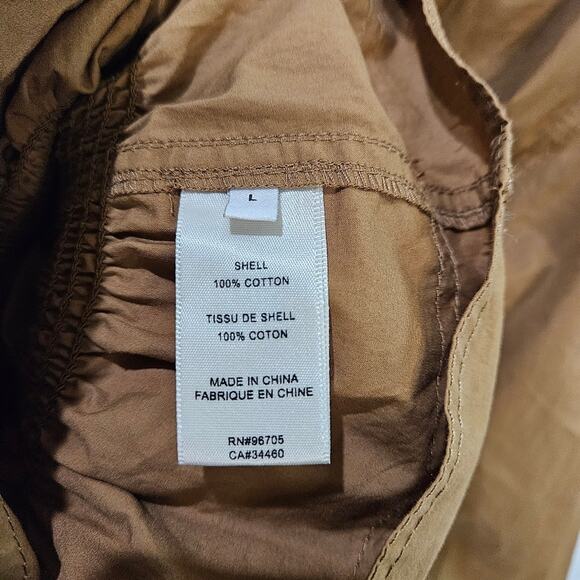 L
SHELL
100% COTTON
TISSU DE SHELL
100% COTON
MADE IN CHINA
FABRIQUE EN CHINE
RN#96705
CA#34460